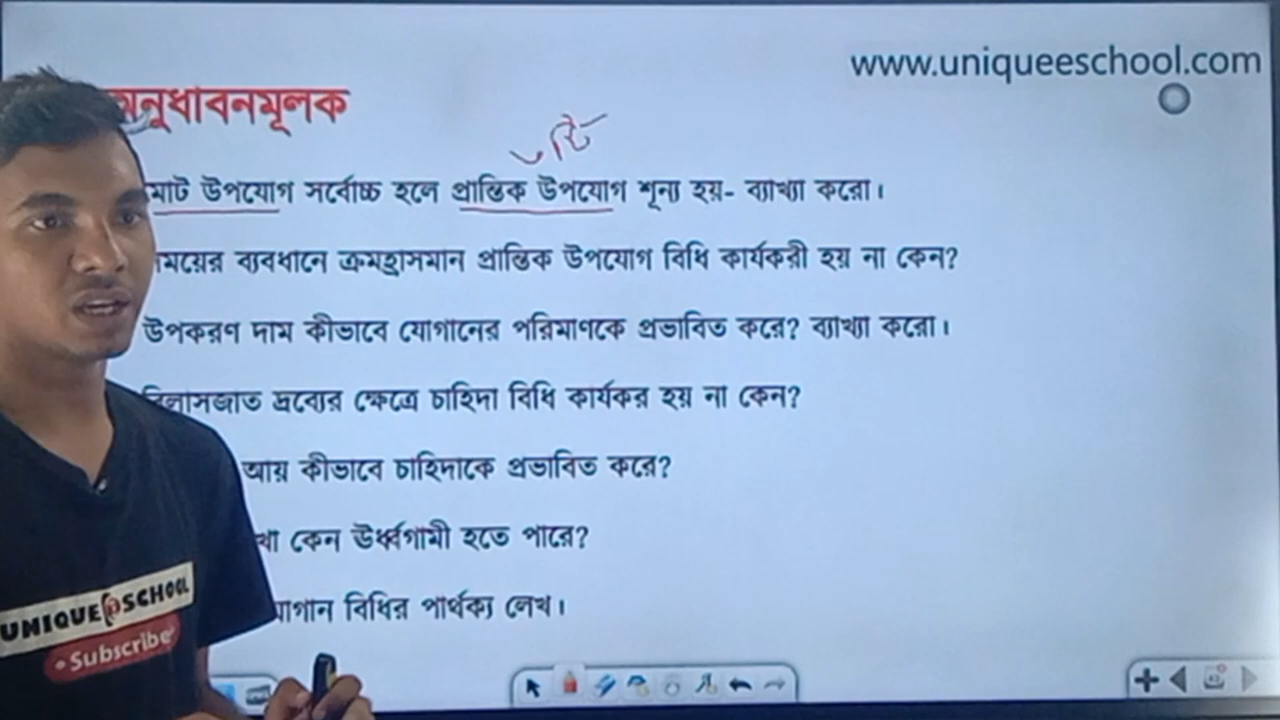 www.uniqueeschool.com
অনুধাবনমূলক
মোট উপযোগ সর্বোচ্চ হলে প্রান্তিক উপযোগ শূন্য হয়- ব্যাখ্যা করো।
সময়ের ব্যবধানে ক্রমহ্রাসমান প্রান্তিক উপযোগ বিধি কার্যকরী হয় না কেন?
উপকরণ দাম কীভাবে যোগানের পরিমাণকে প্রভাবিত করে? ব্যাখ্যা করো।
বিলাসজাত দ্রব্যের ক্ষেত্রে চাহিদা বিধি কার্যকর হয় না কেন?
আয় কীভাবে চাহিদাকে প্রভাবিত করে?
কেন ঊর্ধ্বগামী হতে পারে?
যোগান বিধির পার্থক্য লেখ।
UNIQUE SCHOOL
Subscribe